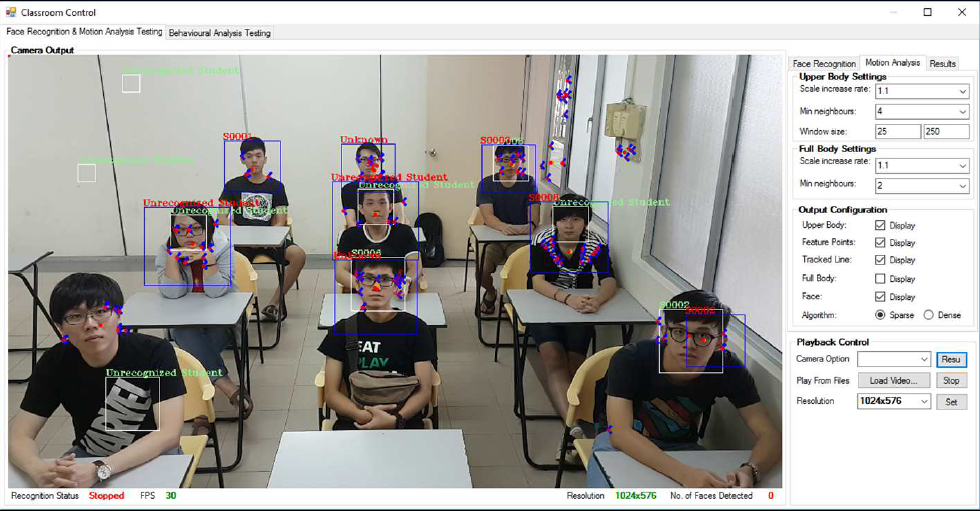 Classroom Control
Face Recognition & Motion Analysis Testing
Behavioural Analysis Testing
Camera Output
Unrecognized Student
Unrecognized Student
S0001
Unknown
S0003
Unrecognized Student
Unrecognized Student
Unrecognized Student
Unrecognized Student
Unrecognized Student
S0006
S0002
S0002
Unrecognized Student
EAT
PLAY
MARVEL
Recognition Status Stopped FPS 30
Resolution 1024x576 No. of Faces Detected 0
Face Recognition Motion Analysis Results
Upper Body Settings
Scale increase rate: 1.1
Min neighbours: 4
Window size: 25 250
Full Body Settings
Scale increase rate: 1.1
Min neighbours: 2
Output Configuration
Upper Body: Display
Feature Points: Display
Tracked Line: Display
Full Body: Display
Face: Display
Algorithm: Sparse Dense
Playback Control
Camera Option Resu
Play From Files Load Video... Stop
Resolution 1024x576 Set